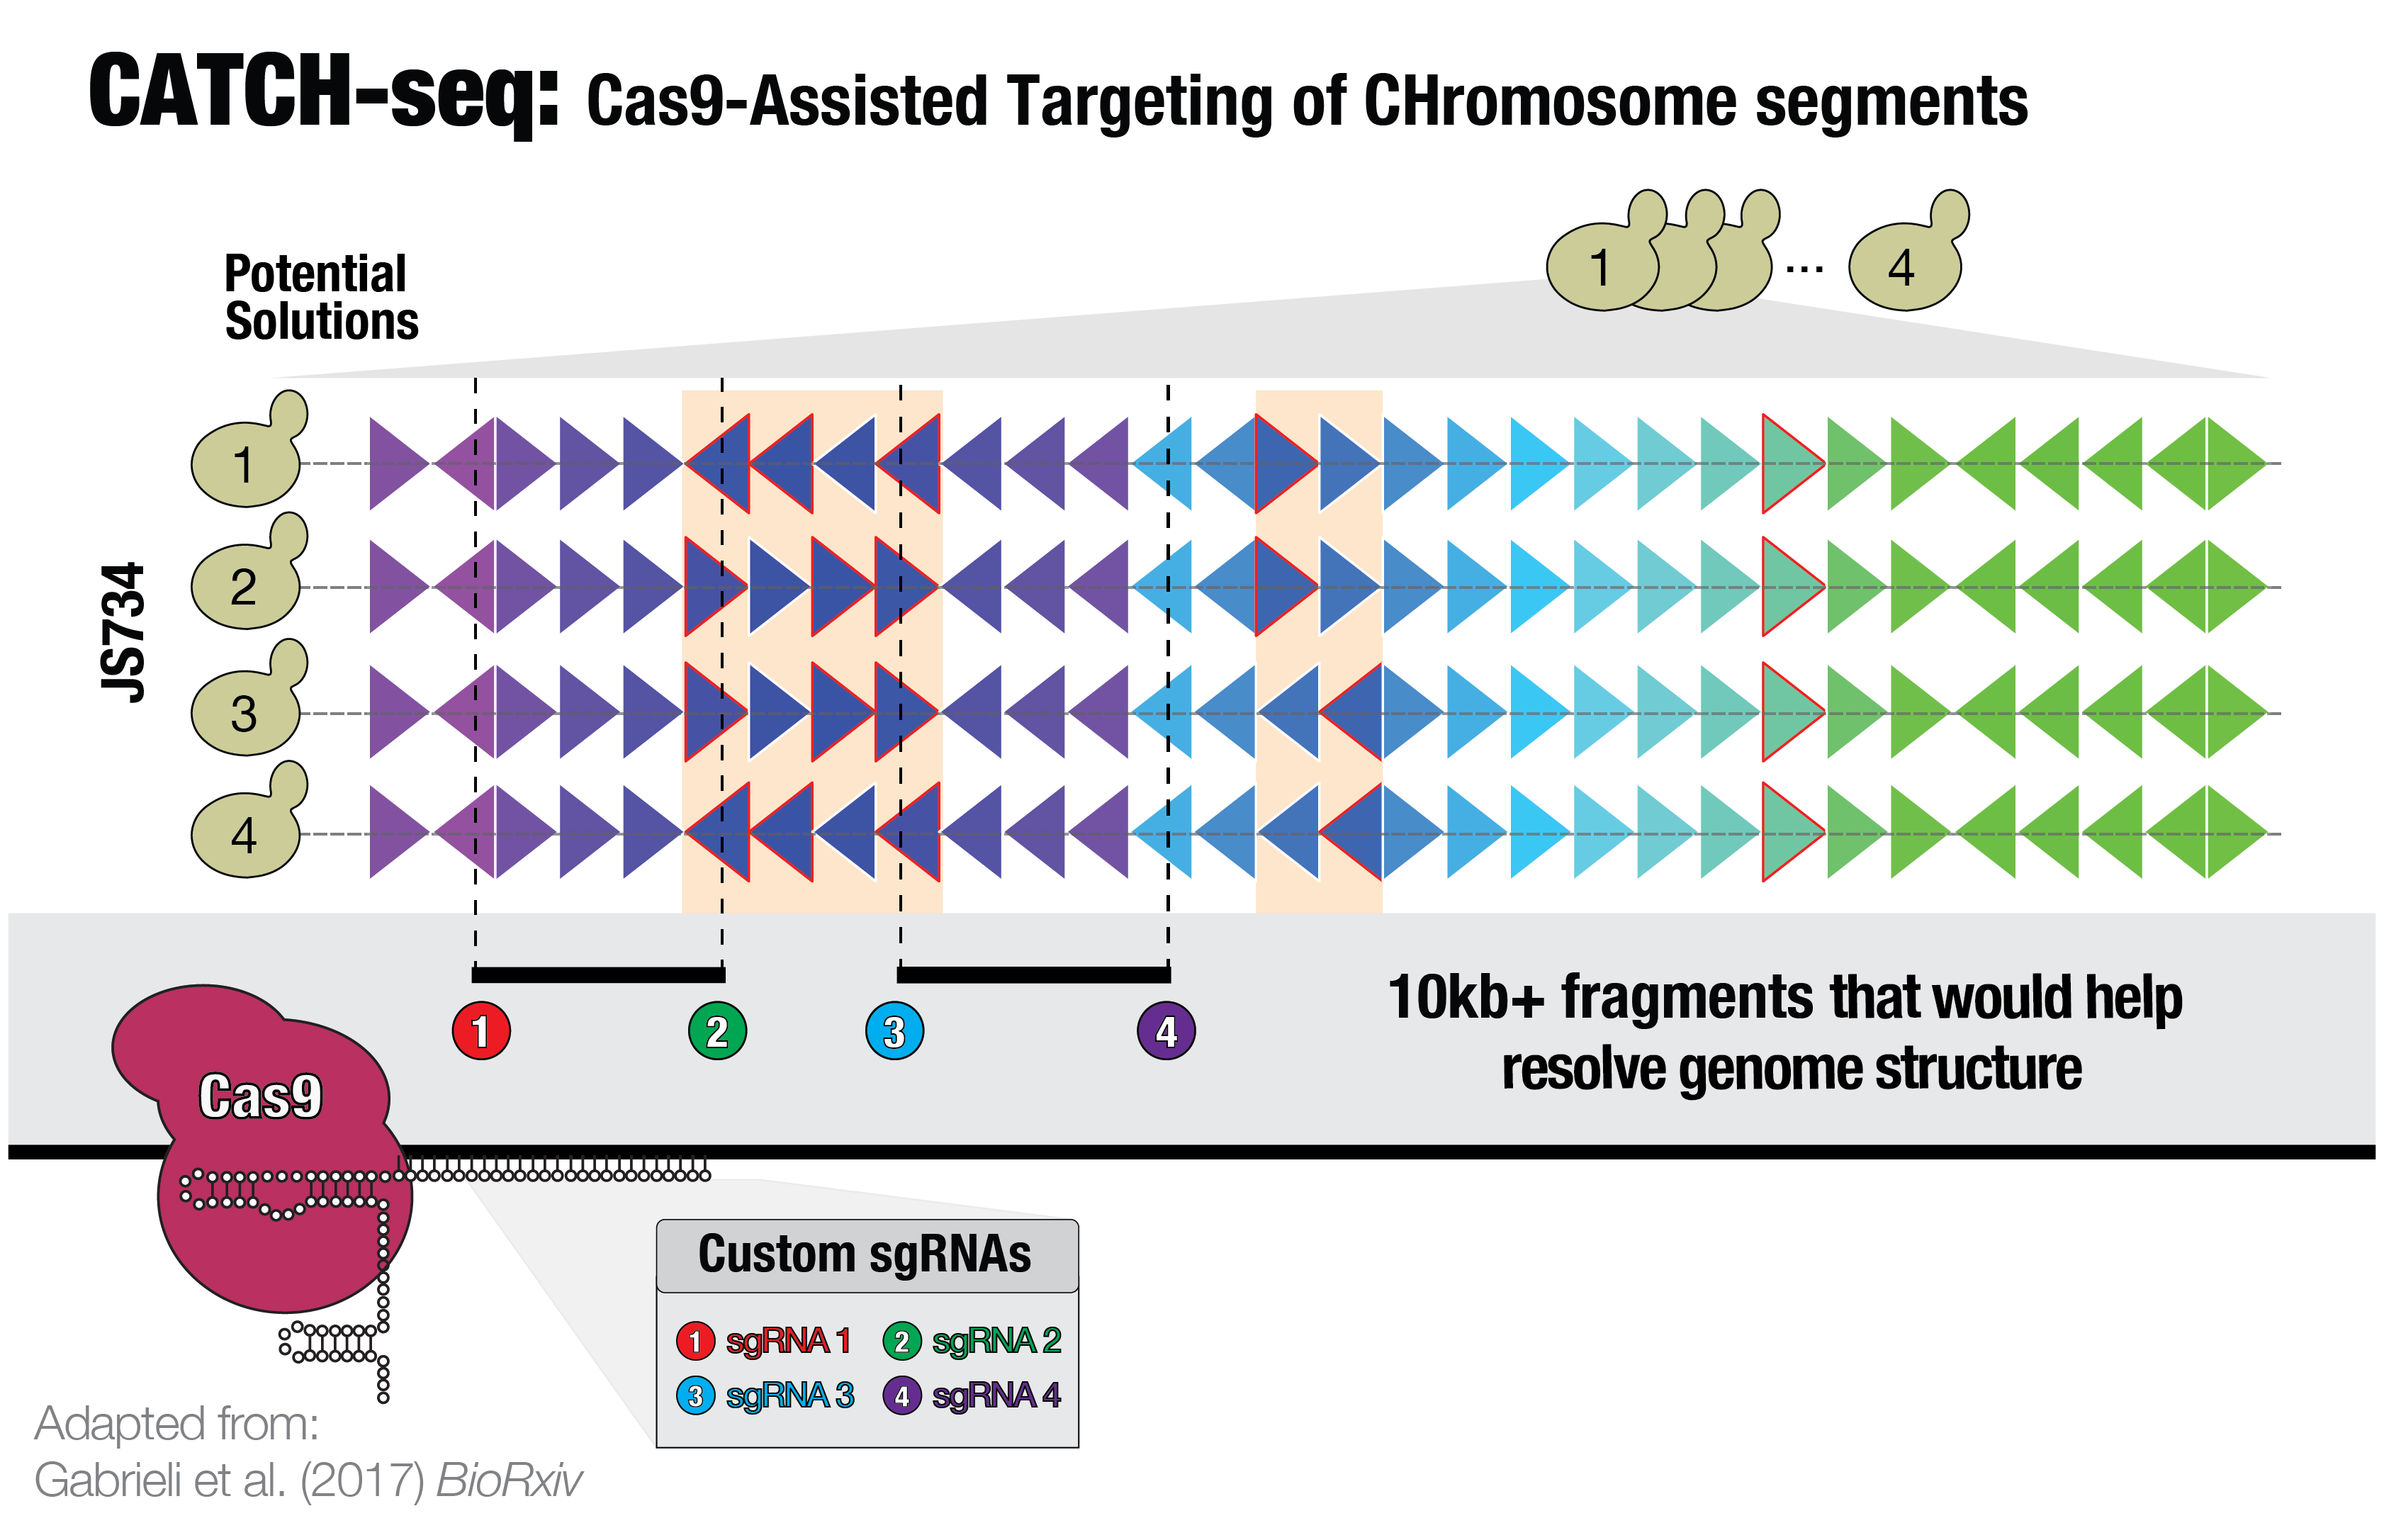 CATCH-seq: Cas9-Assisted Targeting of CHromosome segments
1
...
4
Potential
Solutions
JS734
1
2
3
4
1
2
3
4
10kb+ fragments that would help
resolve genome structure
Cas9
Custom sgRNAs
1 sgRNA 1 2 sgRNA 2
3 sgRNA 3 4 sgRNA 4
Adapted from:
Gabrieli et al. (2017) BioRxiv